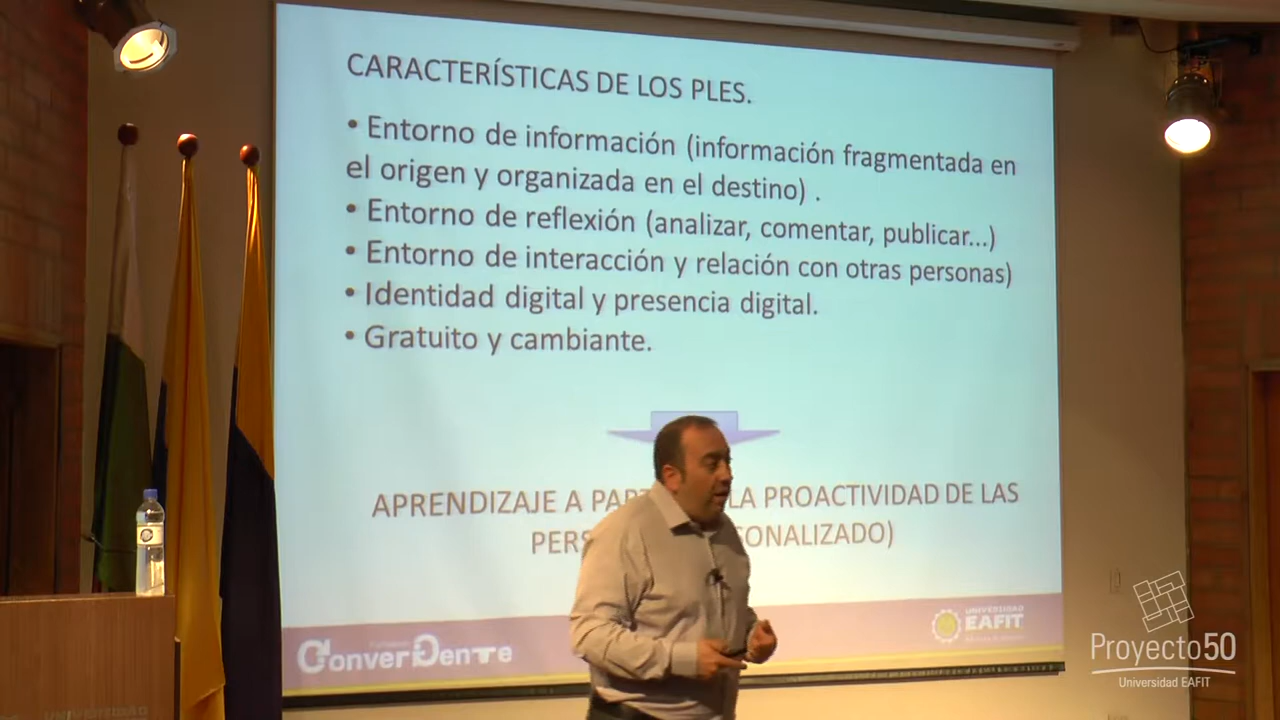 CARACTERÍSTICAS DE LOS PLES.
• Entorno de información (información fragmentada en
el origen y organizada en el destino) .
• Entorno de reflexión (analizar, comentar, publicar...)
• Entorno de interacción y relación con otras personas)
• Identidad digital y presencia digital.
• Gratuito y cambiante.
APRENDIZAJE A PAR LA PROACTIVIDAD DE LAS
PERS ONALIZADO)
ConverGente
UNIVERSIDAD
EAFIT
Proyecto50
Universidad EAFIT